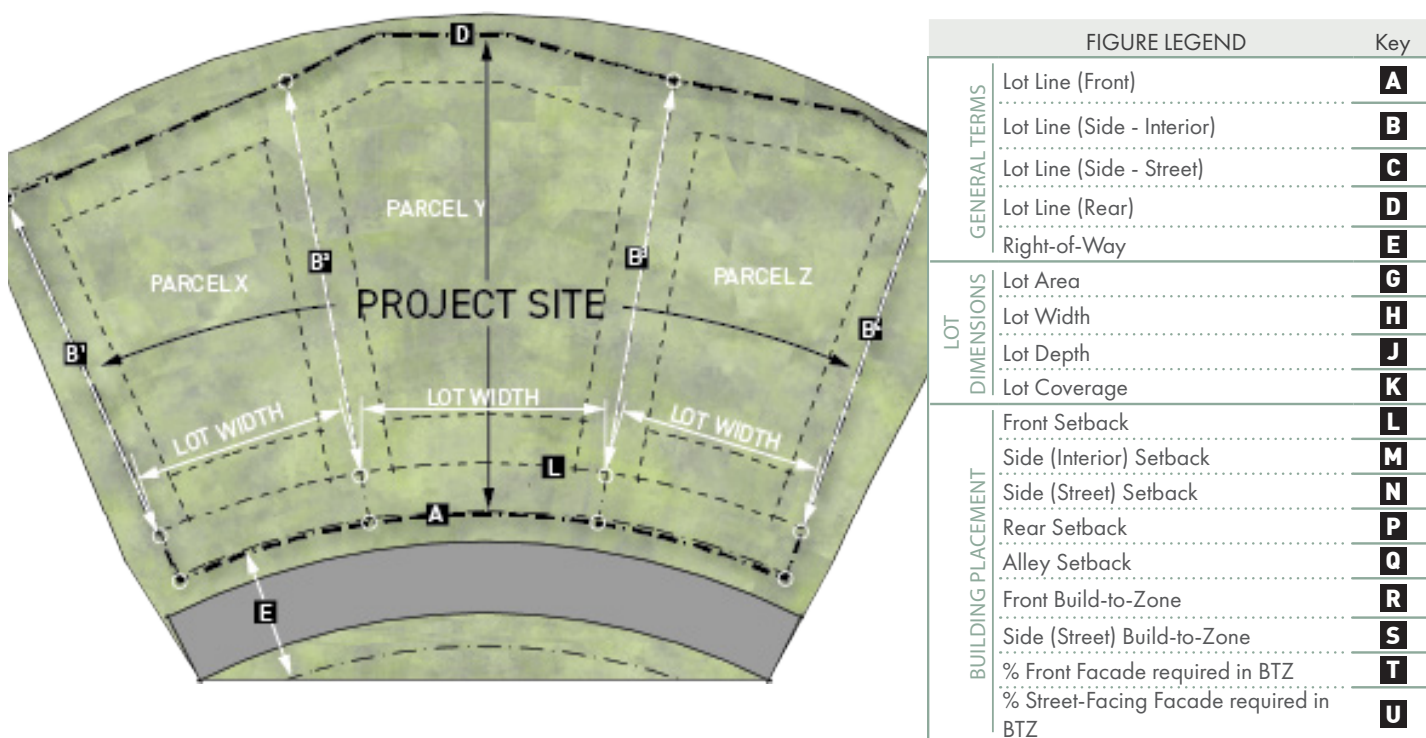 D
PARCEL Y
B²
B³
PARCEL X
PARCEL Z
PROJECT SITE
B¹
B⁴
LOT WIDTH
LOT WIDTH
LOT WIDTH
L
A
E
FIGURE LEGEND Key
GENERAL TERMS
Lot Line (Front) A
Lot Line (Side - Interior) B
Lot Line (Side - Street) C
Lot Line (Rear) D
Right-of-Way E
LOT
DIMENSIONS
Lot Area G
Lot Width H
Lot Depth J
Lot Coverage K
BUILDING PLACEMENT
Front Setback L
Side (Interior) Setback M
Side (Street) Setback N
Rear Setback P
Alley Setback Q
Front Build-to-Zone R
Side (Street) Build-to-Zone S
% Front Facade required in BTZ T
% Street-Facing Facade required in
BTZ U